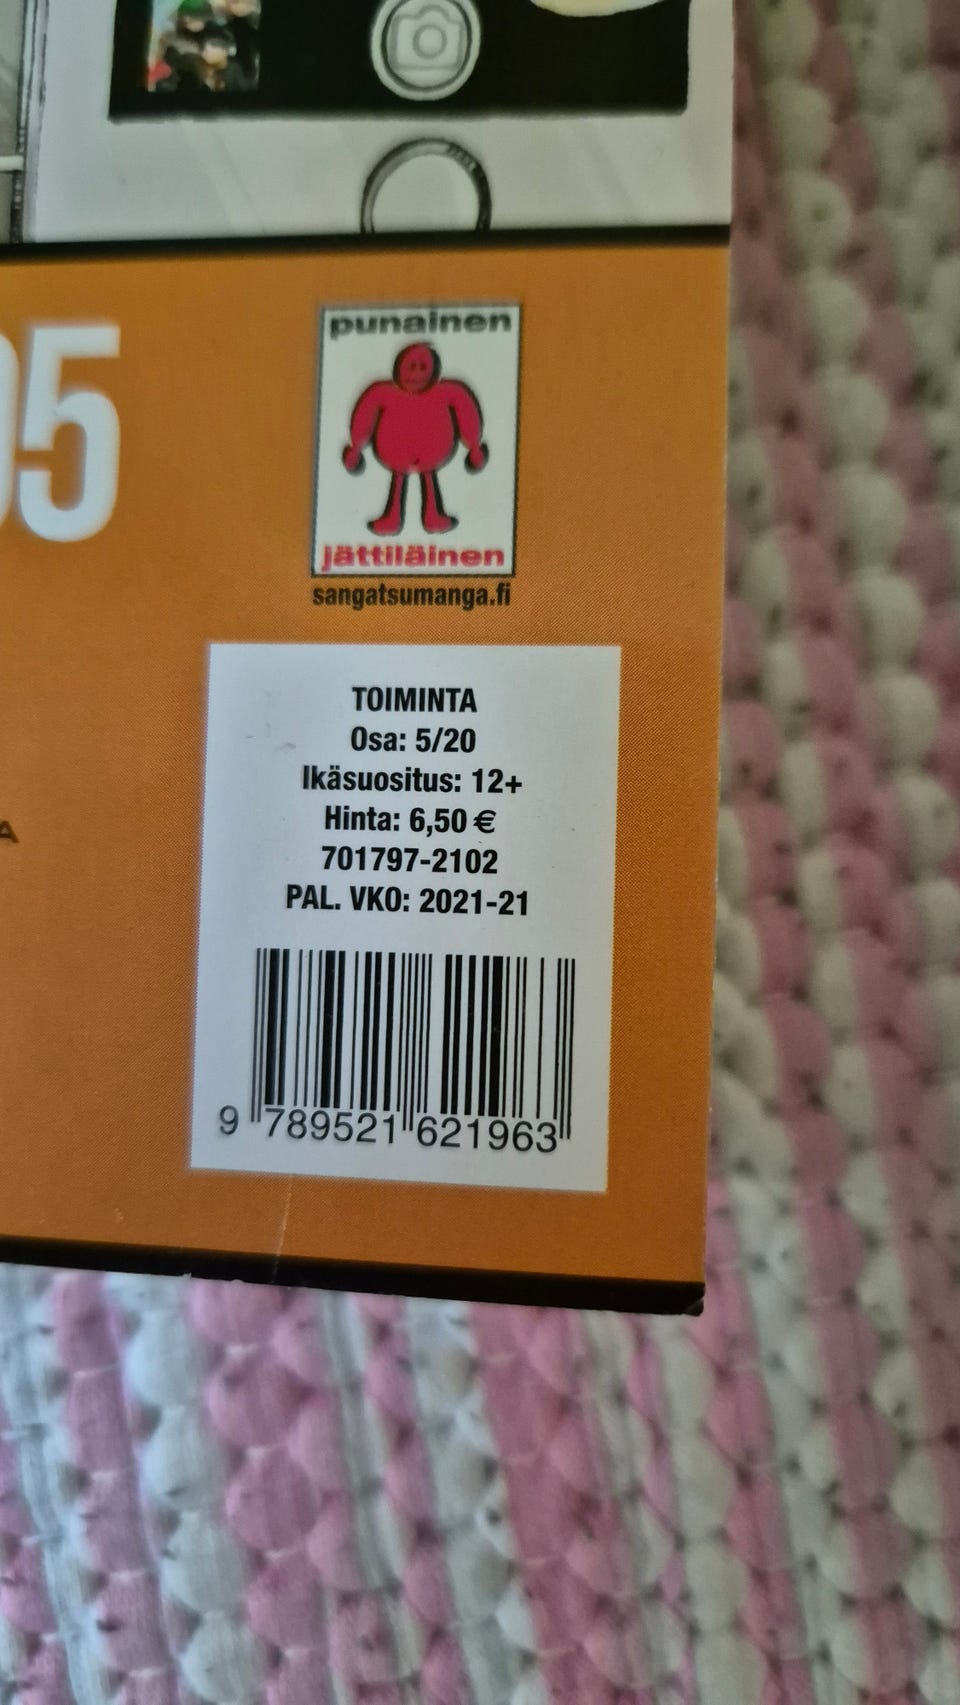 punainen
jättiläinen
sangatsumanga.fi
05
TOIMINTA
Osa: 5/20
Ikäsuositus: 12+
Hinta: 6,50 €
701797-2102
PAL. VKO: 2021-21
A
9 789521 621963